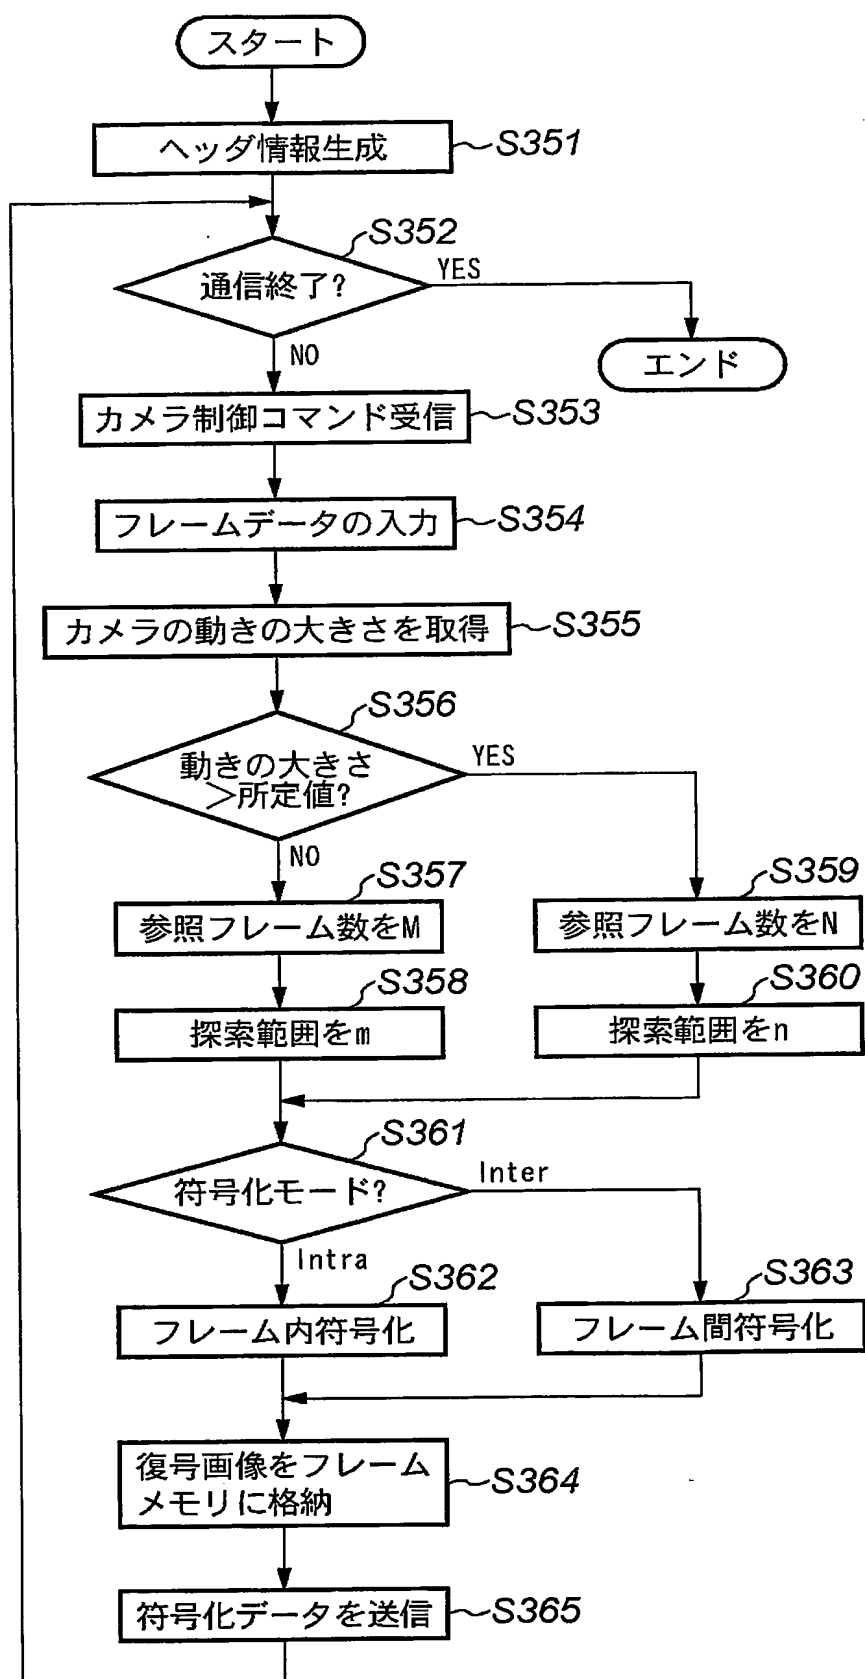 スタート
ヘッダ情報生成
S351
S352
通信終了?
YES
NO
エンド
カメラ制御コマンド受信
S353
フレームデータの入力
S354
カメラの動きの大きさを取得
S355
S356
動きの大きさ
>所定値?
YES
NO
S357
参照フレーム数をM
S359
参照フレーム数をN
S358
探索範囲をm
S360
探索範囲をn
S361
符号化モード?
Inter
Intra
S362
フレーム内符号化
S363
フレーム間符号化
復号画像をフレーム
メモリに格納
S364
符号化データを送信
S365